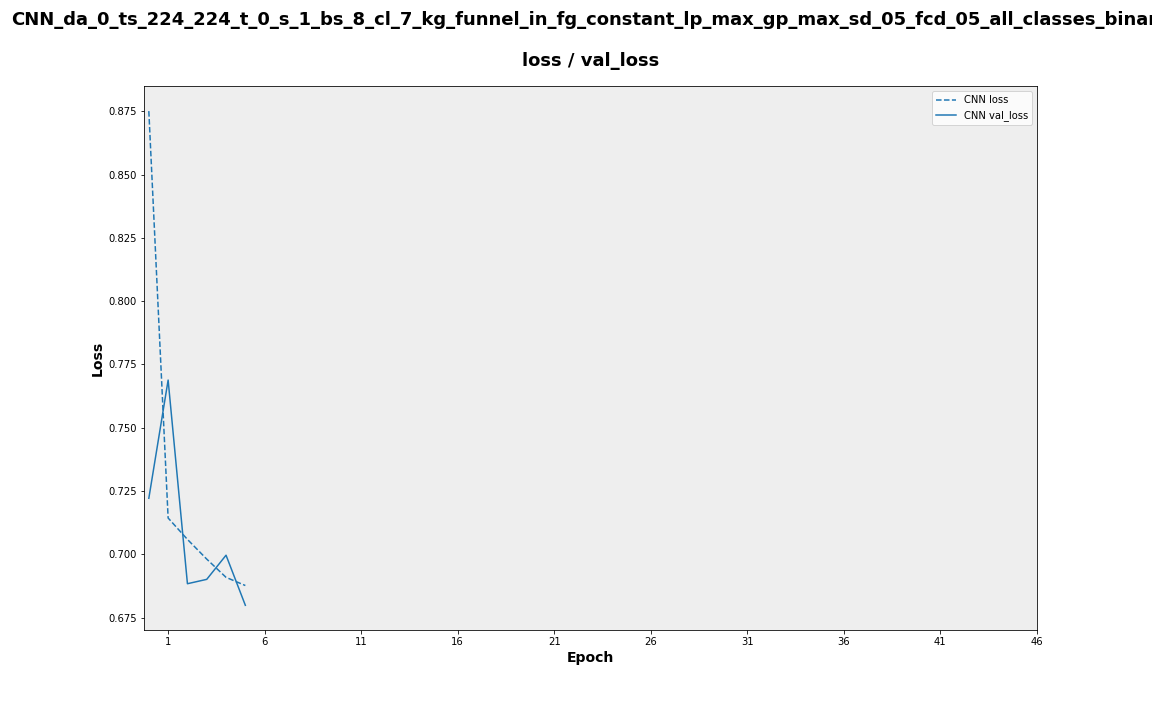 CNN_da_0_ts_224_224_t_0_s_1_bs_8_cl_7_kg_funnel_in_fg_constant_lp_max_gp_max_sd_05_fcd_05_all_classes_binar
loss / val_loss
CNN loss
CNN val_loss
0.875
0.850
0.825
0.800
0.775
0.750
0.725
0.700
0.675
Loss
1 6 11 16 21 26 31 36 41 46
Epoch